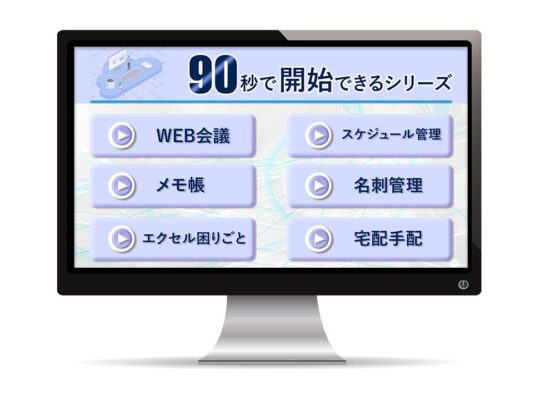 90秒で開始できるシリーズ
WEB会議
スケジュール管理
メモ帳
名刺管理
エクセル困りごと
宅配手配